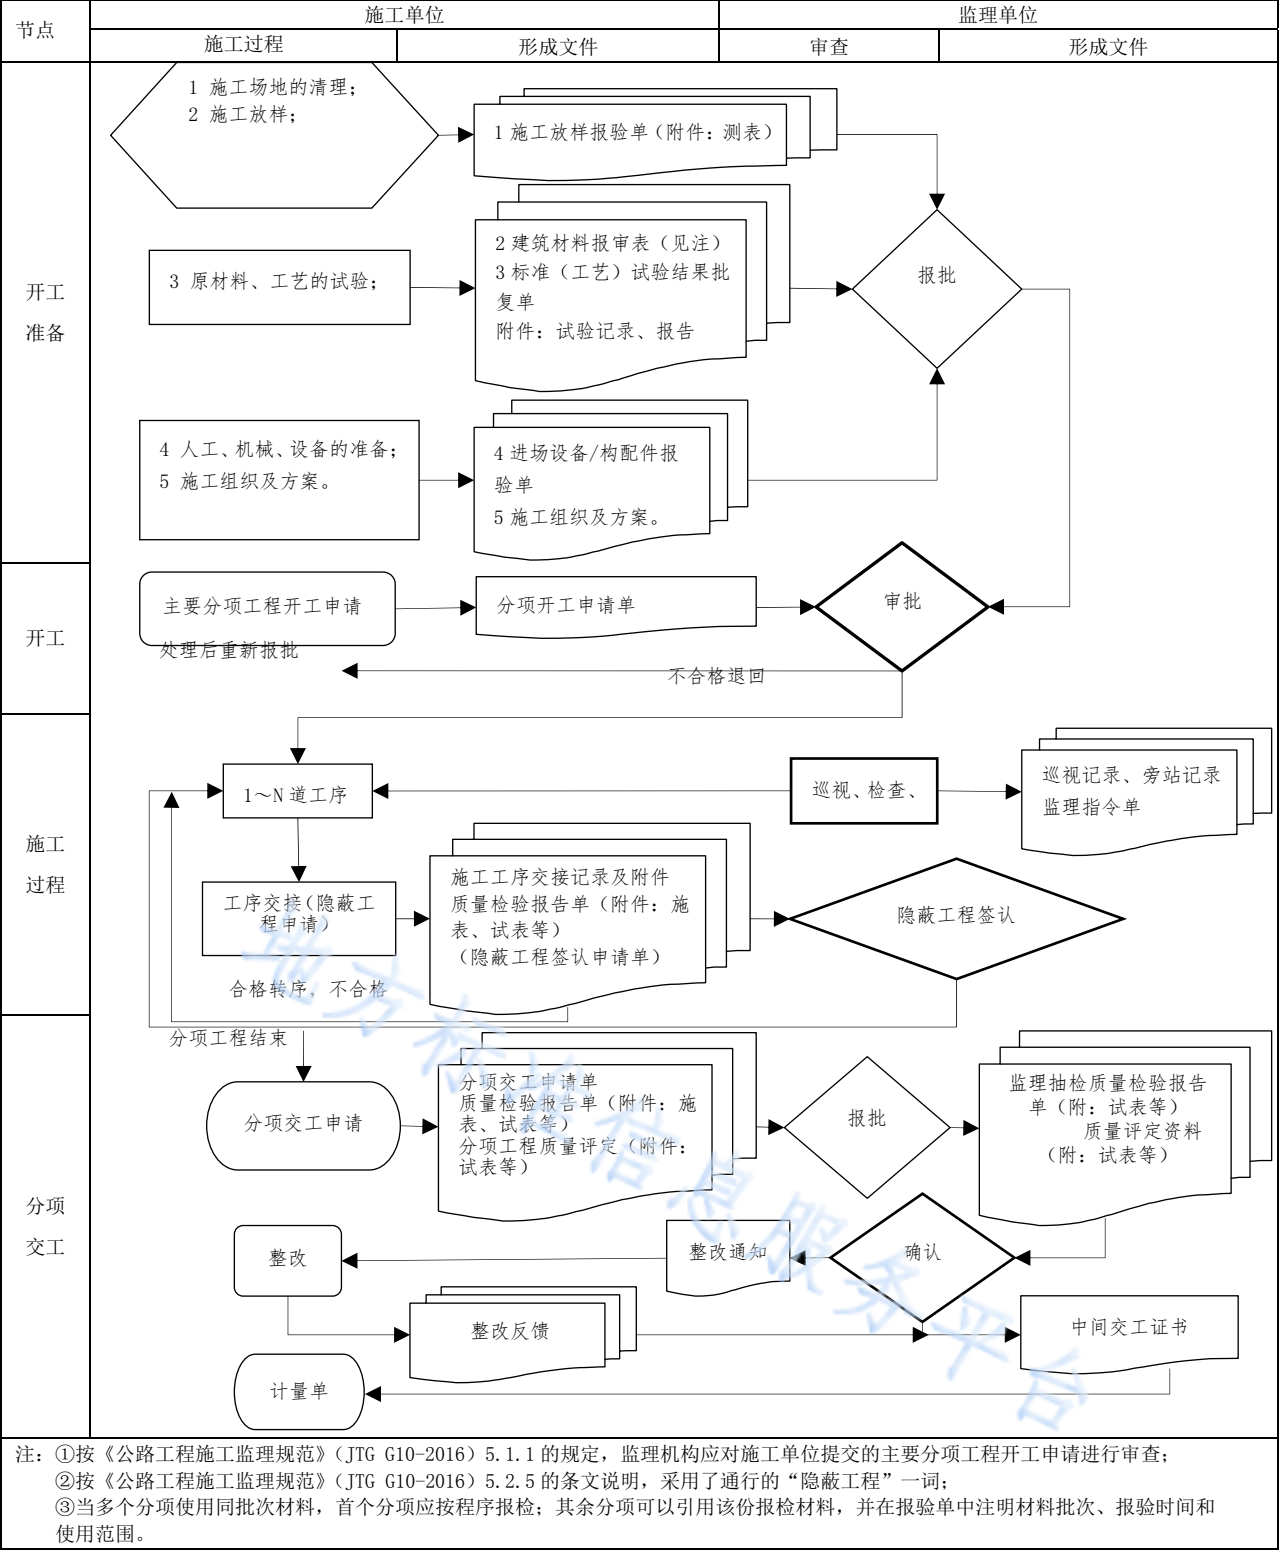 节点
施工单位
监理单位
施工过程
形成文件
审查
形成文件
开工
准备
1 施工场地的清理；
2 施工放样；
1 施工放样报验单（附件：测表）
3 原材料、工艺的试验；
2 建筑材料报审表（见注）
3 标准（工艺）试验结果批
复单
附件：试验记录、报告
报批
4 人工、机械、设备的准备；
5 施工组织及方案。
4 进场设备/构配件报
验单
5 施工组织及方案。
开工
主要分项工程开工申请
处理后重新报批
分项开工申请单
审批
不合格退回
施工
过程
1～N 道工序
巡视、检查、
巡视记录、旁站记录
监理指令单
工序交接（隐蔽工
程申请）
施工工序交接记录及附件
质量检验报告单（附件：施
表、试表等）
（隐蔽工程签认申请单）
隐蔽工程签认
合格转序，不合格
分项
交工
分项工程结束
分项交工申请
分项交工申请单
质量检验报告单（附件：施
表、试表等）
分项工程质量评定（附件：
试表等）
报批
监理抽检质量检验报告
单（附：试表等）
质量评定资料
（附：试表等）
整改
整改通知
确认
整改反馈
中间交工证书
计量单
注：①按《公路工程施工监理规范》（JTG G10-2016）5.1.1 的规定，监理机构应对施工单位提交的主要分项工程开工申请进行审查；
②按《公路工程施工监理规范》（JTG G10-2016）5.2.5 的条文说明，采用了通行的“隐蔽工程”一词；
③当多个分项使用同批次材料，首个分项应按程序报检；其余分项可以引用该份报检材料，并在报验单中注明材料批次、报验时间和
使用范围。
地方标准信息服务平台